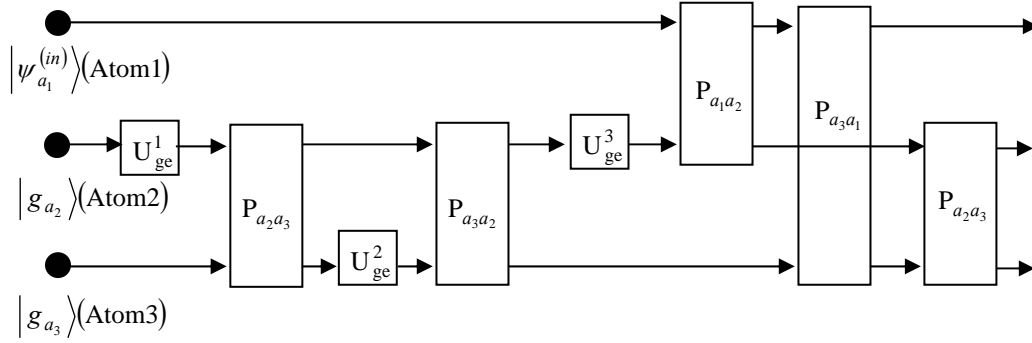 |ψ_{a_1}^{(in)}⟩(Atom1)
P_{a_1a_2}
P_{a_3a_1}
U_{ge}^1
U_{ge}^3
|g_{a_2}⟩(Atom2)
P_{a_2a_3}
P_{a_3a_2}
P_{a_2a_3}
U_{ge}^2
|g_{a_3}⟩(Atom3)